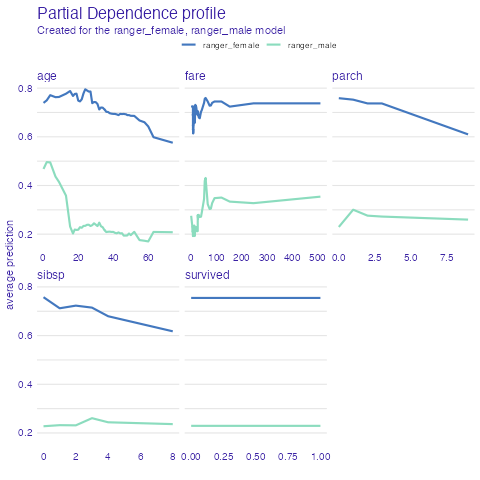 Partial Dependence profile
Created for the ranger_female, ranger_male model
ranger_female ranger_male
age fare parch
0.8
0.6
0.4
0.2
0 20 40 60 0 100 200 300 400 500 0.0 2.5 5.0 7.5
average prediction
sibsp survived
0.8
0.6
0.4
0.2
0 2 4 6 8 0.00 0.25 0.50 0.75 1.00